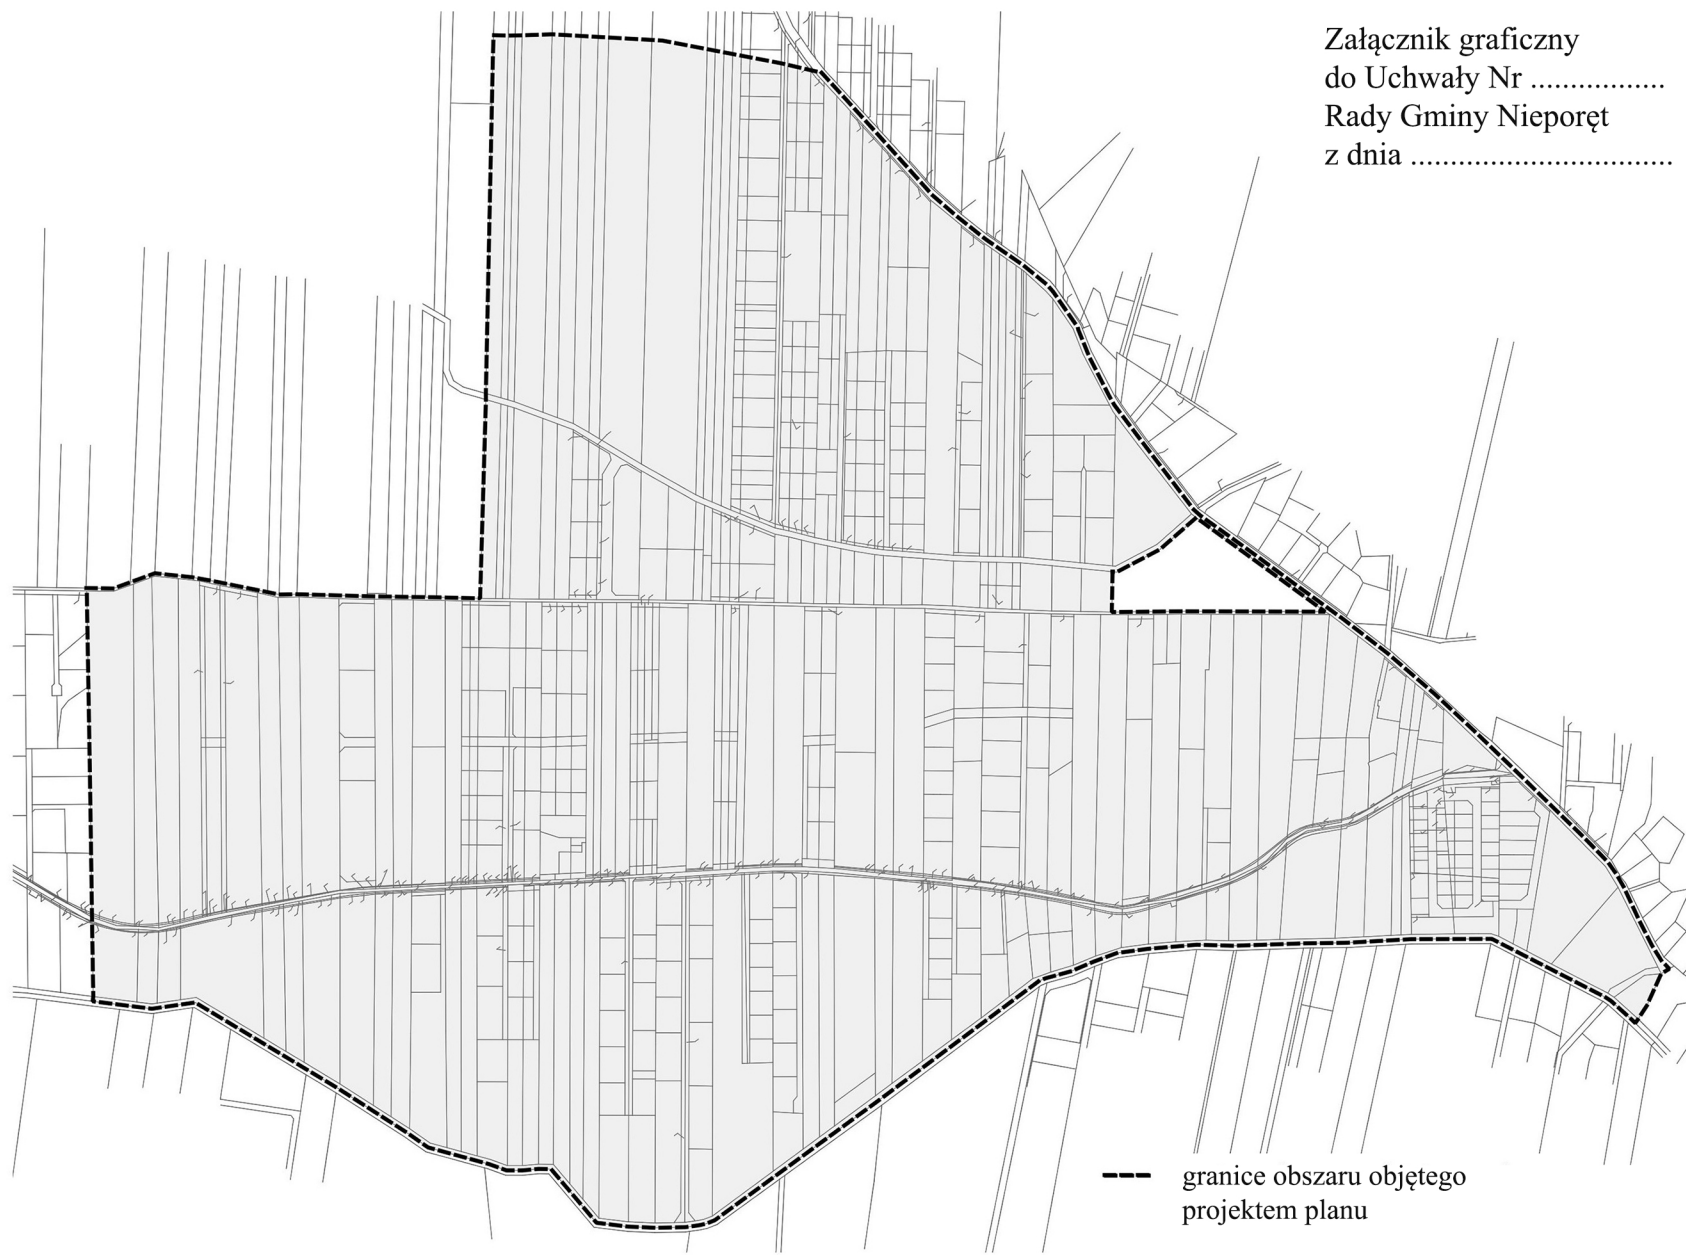 Załącznik graficzny
do Uchwały Nr .................
Rady Gminy Nieporęt
z dnia .................................
granice obszaru objętego
projektem planu